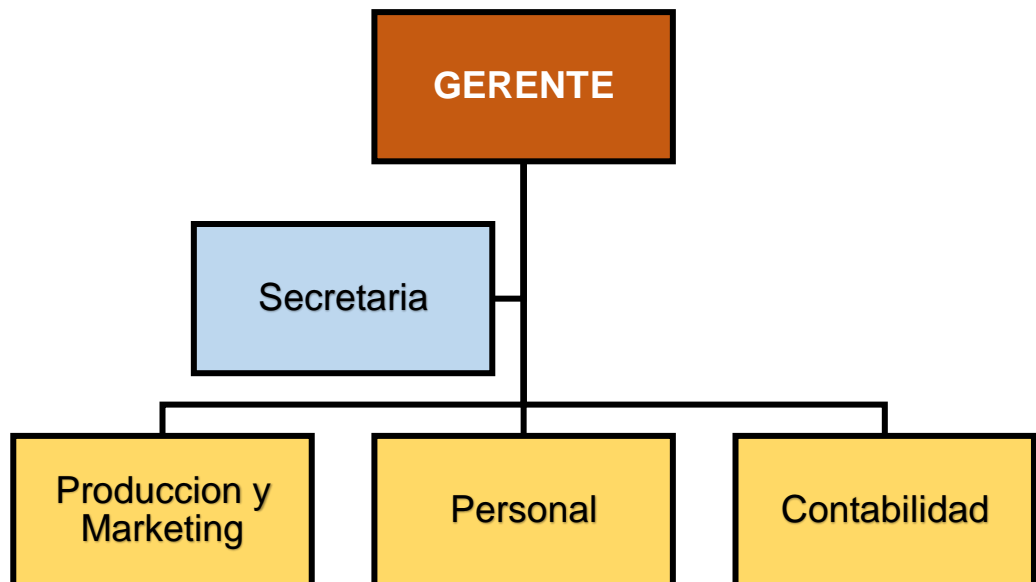 GERENTE
Secretaria
Produccion y
Marketing
Personal
Contabilidad